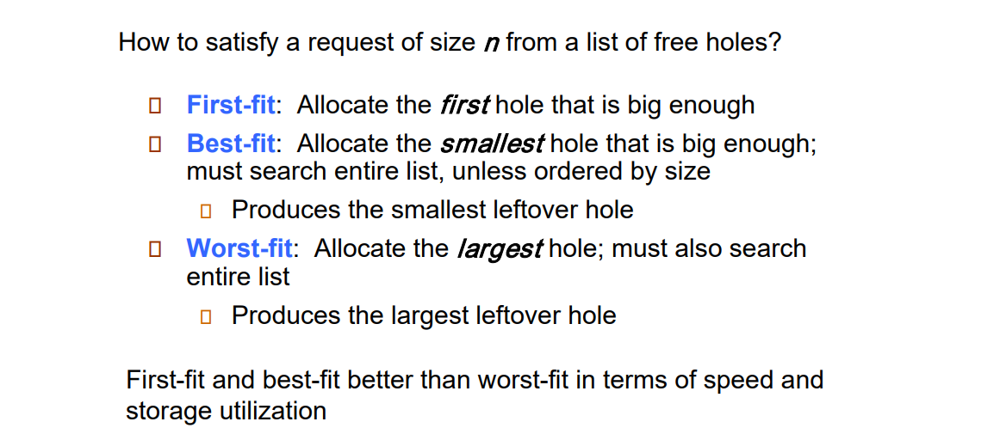 How to satisfy a request of size n from a list of free holes?
First-fit: Allocate the first hole that is big enough
Best-fit: Allocate the smallest hole that is big enough;
must search entire list, unless ordered by size
Produces the smallest leftover hole
Worst-fit: Allocate the largest hole; must also search
entire list
Produces the largest leftover hole
First-fit and best-fit better than worst-fit in terms of speed and
storage utilization